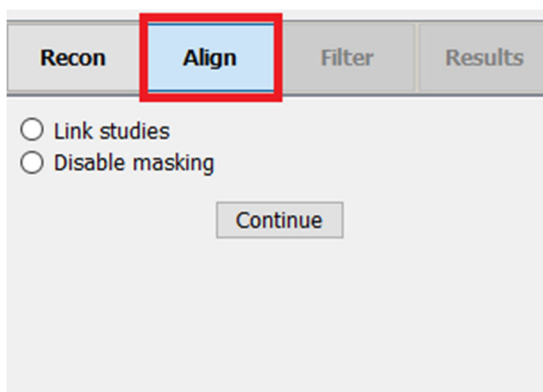 Recon Align Filter Results
Link studies
Disable masking
Continue